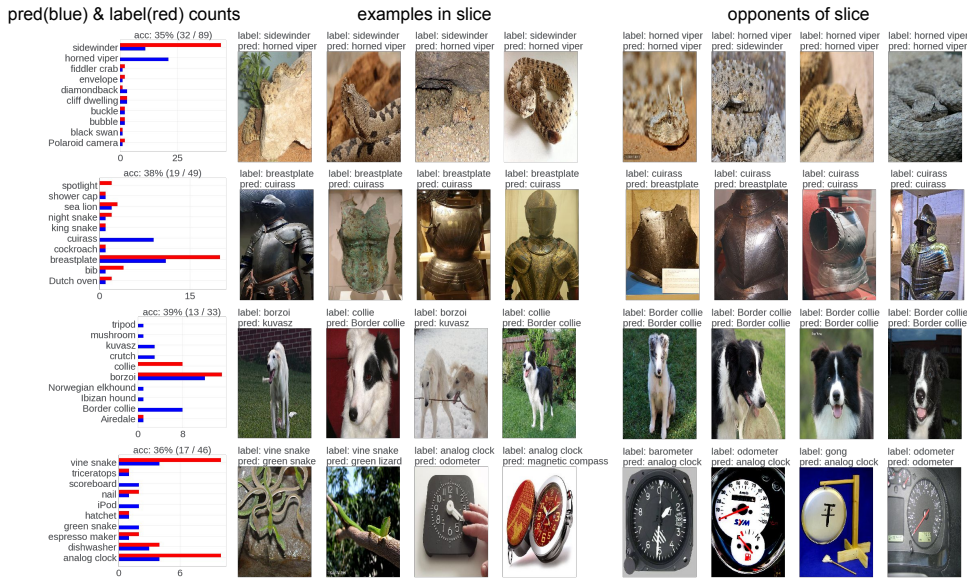 pred(blue) & label(red) counts
examples in slice
opponents of slice
acc: 35% (32 / 89)
sidewinder
horned viper
fiddler crab
envelope
diamondback
cliff dwelling
buckle
bubble
black swan
Polaroid camera
0 25
label: sidewinder
pred: horned viper
label: sidewinder
pred: horned viper
label: sidewinder
pred: horned viper
label: sidewinder
pred: horned viper
label: horned viper
pred: horned viper
label: horned viper
pred: sidewinder
label: horned viper
pred: horned viper
label: horned viper
pred: horned viper
acc: 38% (19 / 49)
spotlight
shower cap
sea lion
night snake
king snake
cuirass
cockroach
breastplate
bib
Dutch oven
0 15
label: breastplate
pred: cuirass
label: breastplate
pred: cuirass
label: breastplate
pred: cuirass
label: breastplate
pred: cuirass
label: cuirass
pred: breastplate
label: cuirass
pred: breastplate
label: cuirass
pred: cuirass
label: cuirass
pred: cuirass
acc: 39% (13 / 33)
tripod
mushroom
kuvasz
crutch
collie
borzoi
Norwegian elkhound
Ibizan hound
Border collie
Airedale
0 8
label: borzoi
pred: kuvasz
label: collie
pred: Border collie
label: borzoi
pred: kuvasz
label: collie
pred: Border collie
label: Border collie
pred: Border collie
label: Border collie
pred: Border collie
label: Border collie
pred: Border collie
label: Border collie
pred: Border collie
acc: 36% (17 / 46)
vine snake
triceratops
scoreboard
nail
iPod
hatchet
green snake
espresso maker
dishwasher
analog clock
0 6
label: vine snake
pred: green snake
label: vine snake
pred: green lizard
label: analog clock
pred: odometer
label: analog clock
pred: magnetic compass
label: barometer
pred: analog clock
label: odometer
pred: analog clock
SYM
label: gong
pred: analog clock
label: odometer
pred: odometer